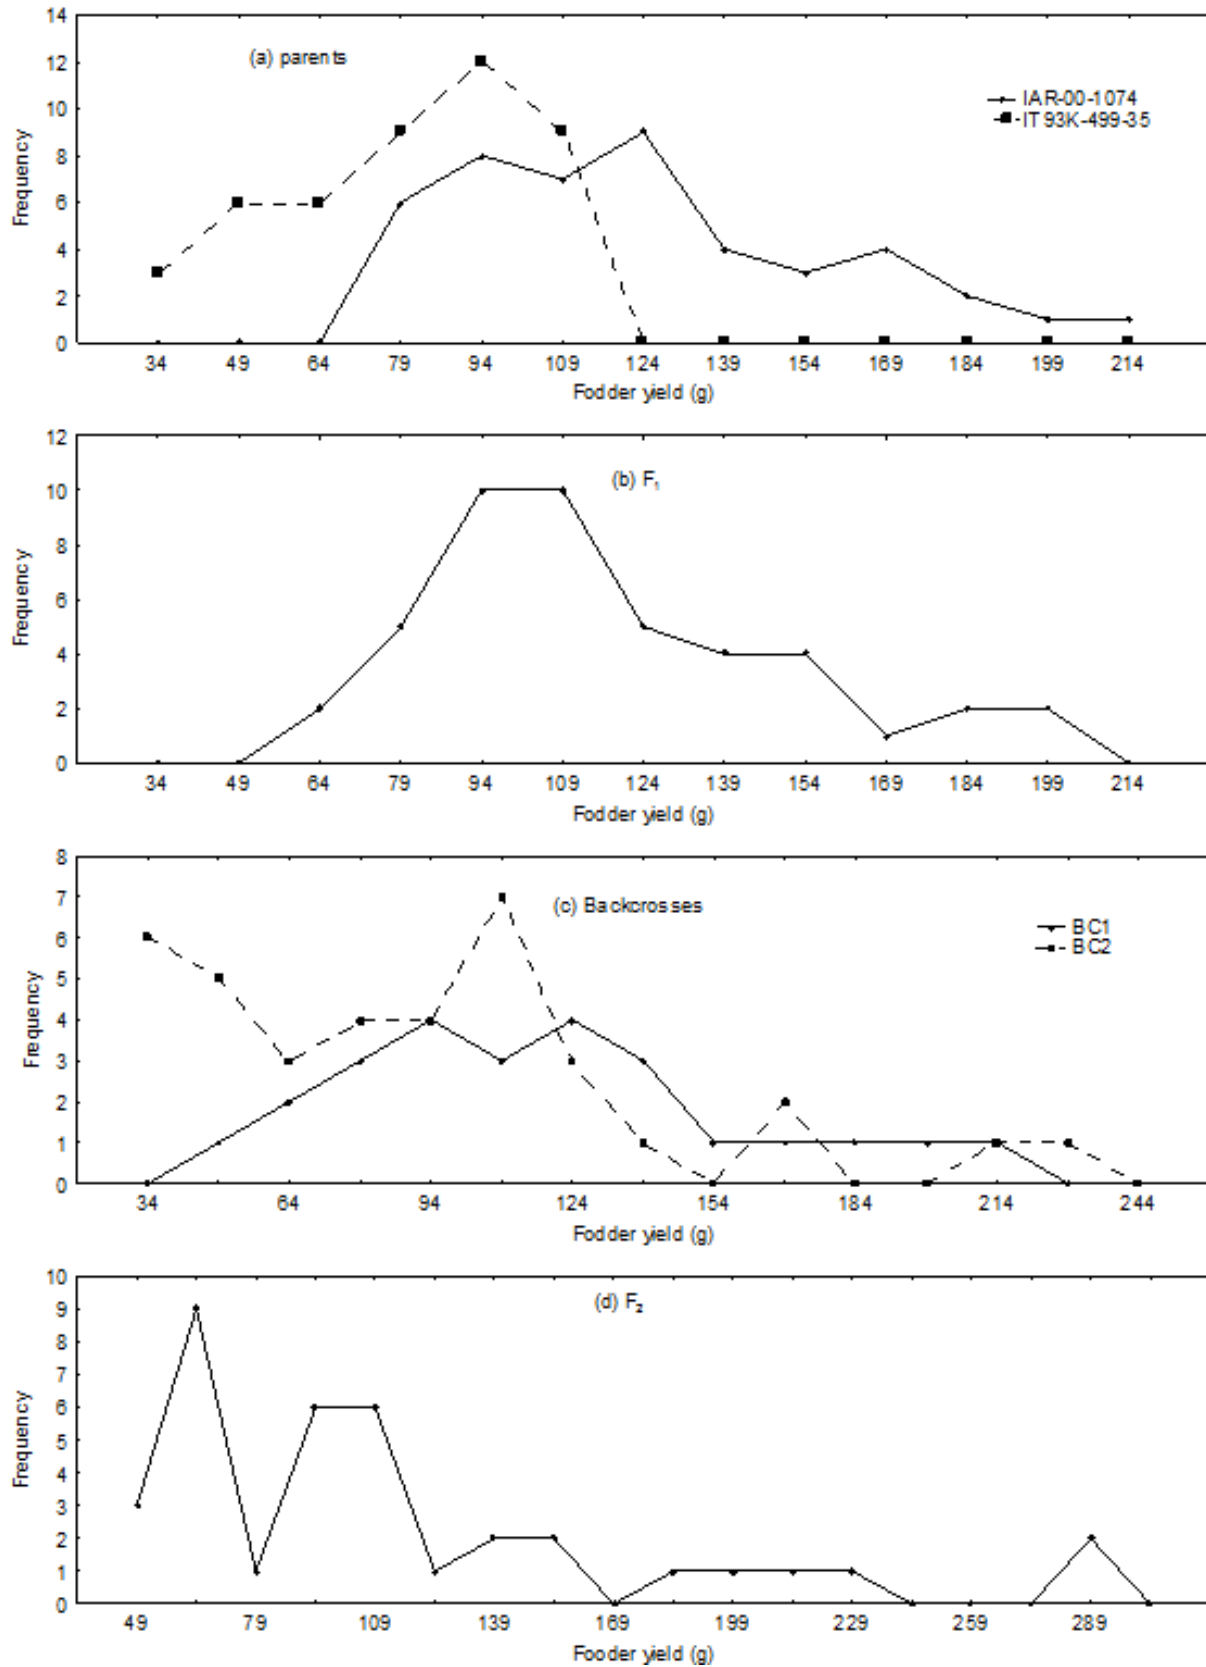 14
12
10
8
6
4
2
0
Frequency
(a) parents
IAR-00-1074
IT93K-499-35
34 49 64 79 94 109 124 139 154 169 184 199 214
Fodder yield (g)
12
10
8
6
4
2
0
Frequency
(b) F₁
34 49 64 79 94 109 124 139 154 169 184 199 214
Fodder yield (g)
8
7
6
5
4
3
2
1
0
Frequency
(c) Backcrosses
BC1
BC2
34 64 94 124 154 184 214 244
Fodder yield (g)
10
9
8
7
6
5
4
3
2
1
0
Frequency
(d) F₂
49 79 109 139 169 199 229 259 289
Fooder yield (g)